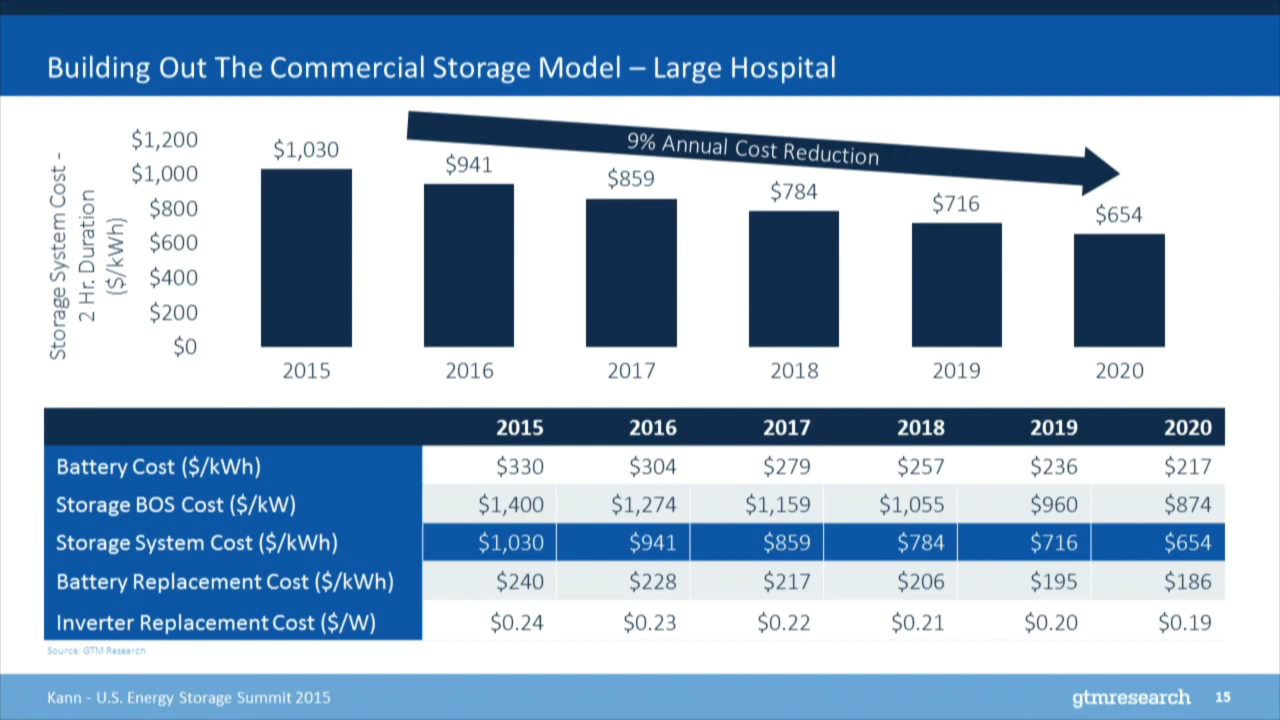 Building Out The Commercial Storage Model – Large Hospital
9% Annual Cost Reduction
Storage System Cost -
2 Hr. Duration
($/kWh)
$1,200
$1,000
$800
$600
$400
$200
$0
$1,030
$941
$859
$784
$716
$654
2015 2016 2017 2018 2019 2020
2015 2016 2017 2018 2019 2020
Battery Cost ($/kWh) $330 $304 $279 $257 $236 $217
Storage BOS Cost ($/kW) $1,400 $1,274 $1,159 $1,055 $960 $874
Storage System Cost ($/kWh) $1,030 $941 $859 $784 $716 $654
Battery Replacement Cost ($/kWh) $240 $228 $217 $206 $195 $186
Inverter Replacement Cost ($/W) $0.24 $0.23 $0.22 $0.21 $0.20 $0.19
Source: GTM Research
Kann - U.S. Energy Storage Summit 2015
gtmresearch 15